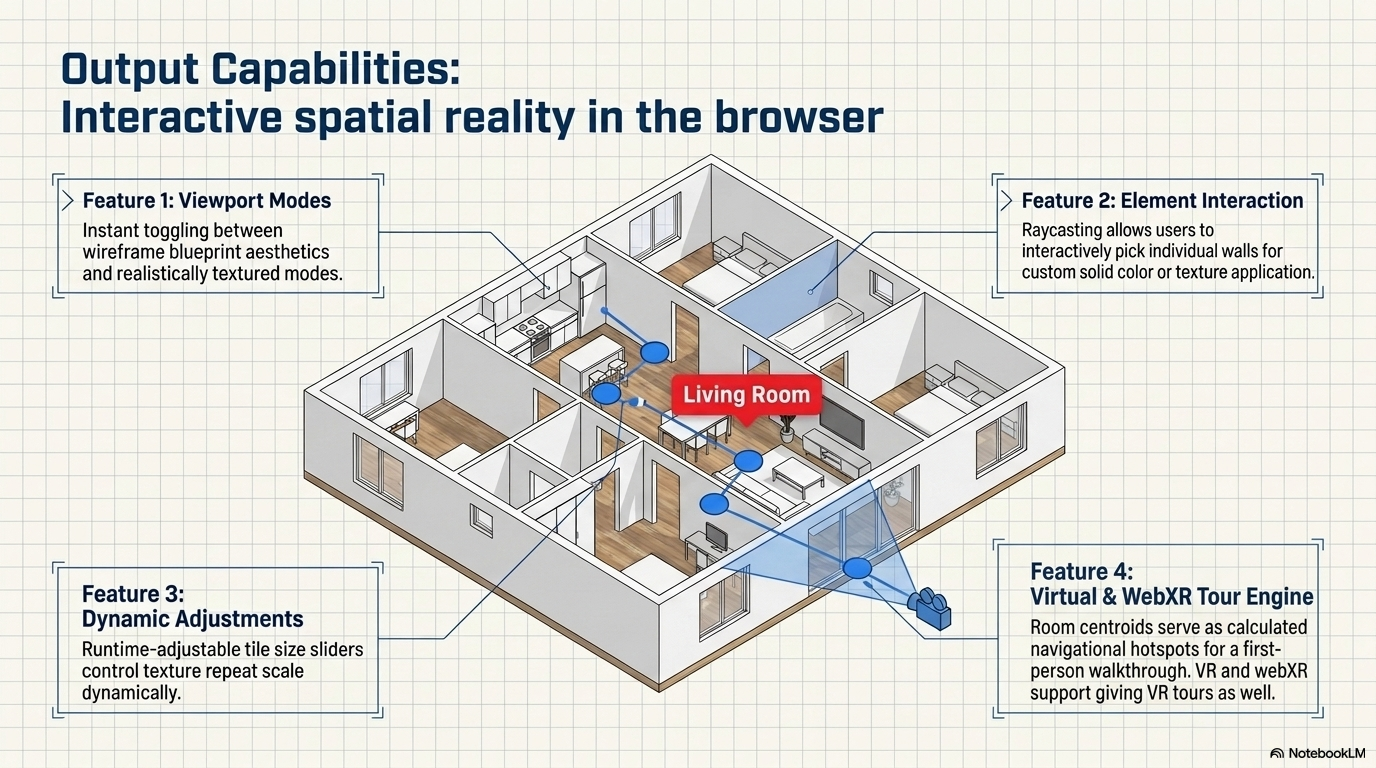 Output Capabilities:
Interactive spatial reality in the browser
Feature 1: Viewport Modes
Instant toggling between
wireframe blueprint aesthetics
and realistically textured modes.
Feature 2: Element Interaction
Raycasting allows users to
interactively pick individual walls for
custom solid color or texture application.
Living Room
Feature 3:
Dynamic Adjustments
Runtime-adjustable tile size sliders
control texture repeat scale
dynamically.
Feature 4:
Virtual & WebXR Tour Engine
Room centroids serve as calculated
navigational hotspots for a first-
person walkthrough. VR and webXR
support giving VR tours as well.
NotebookLM